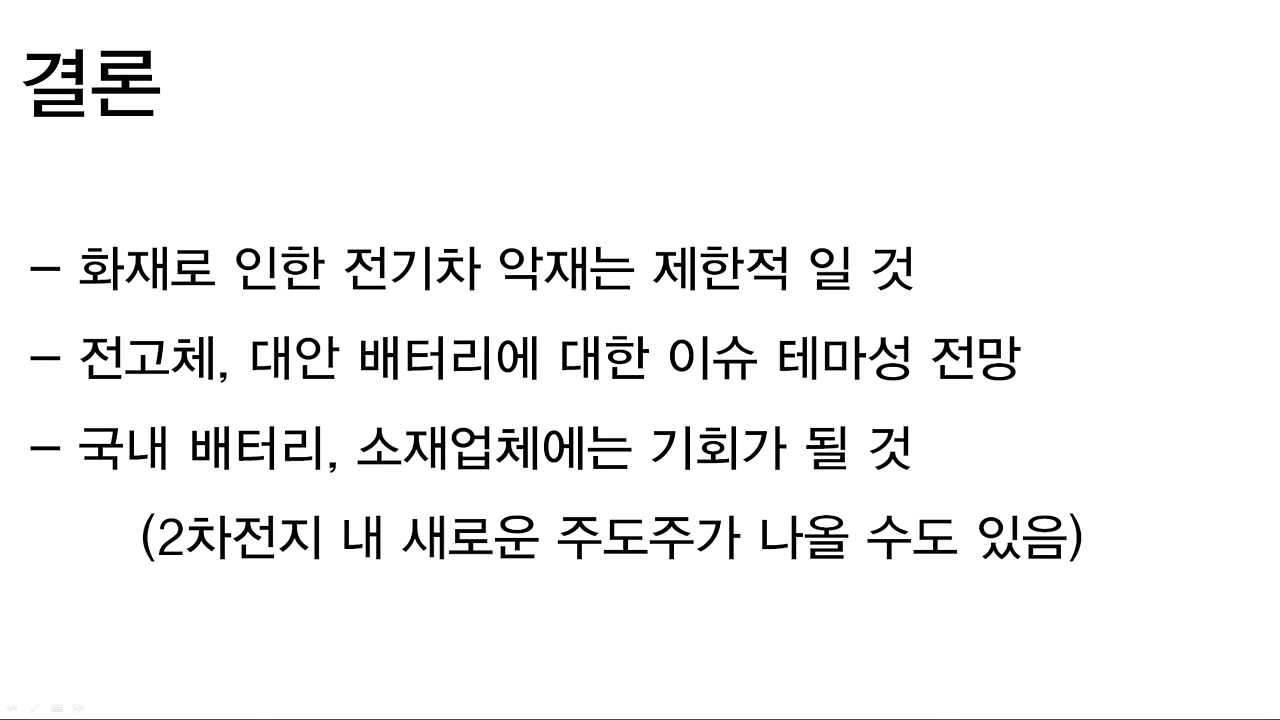 결론
– 화재로 인한 전기차 악재는 제한적 일 것
– 전고체, 대안 배터리에 대한 이슈 테마성 전망
– 국내 배터리, 소재업체에는 기회가 될 것
(2차전지 내 새로운 주도주가 나올 수도 있음)